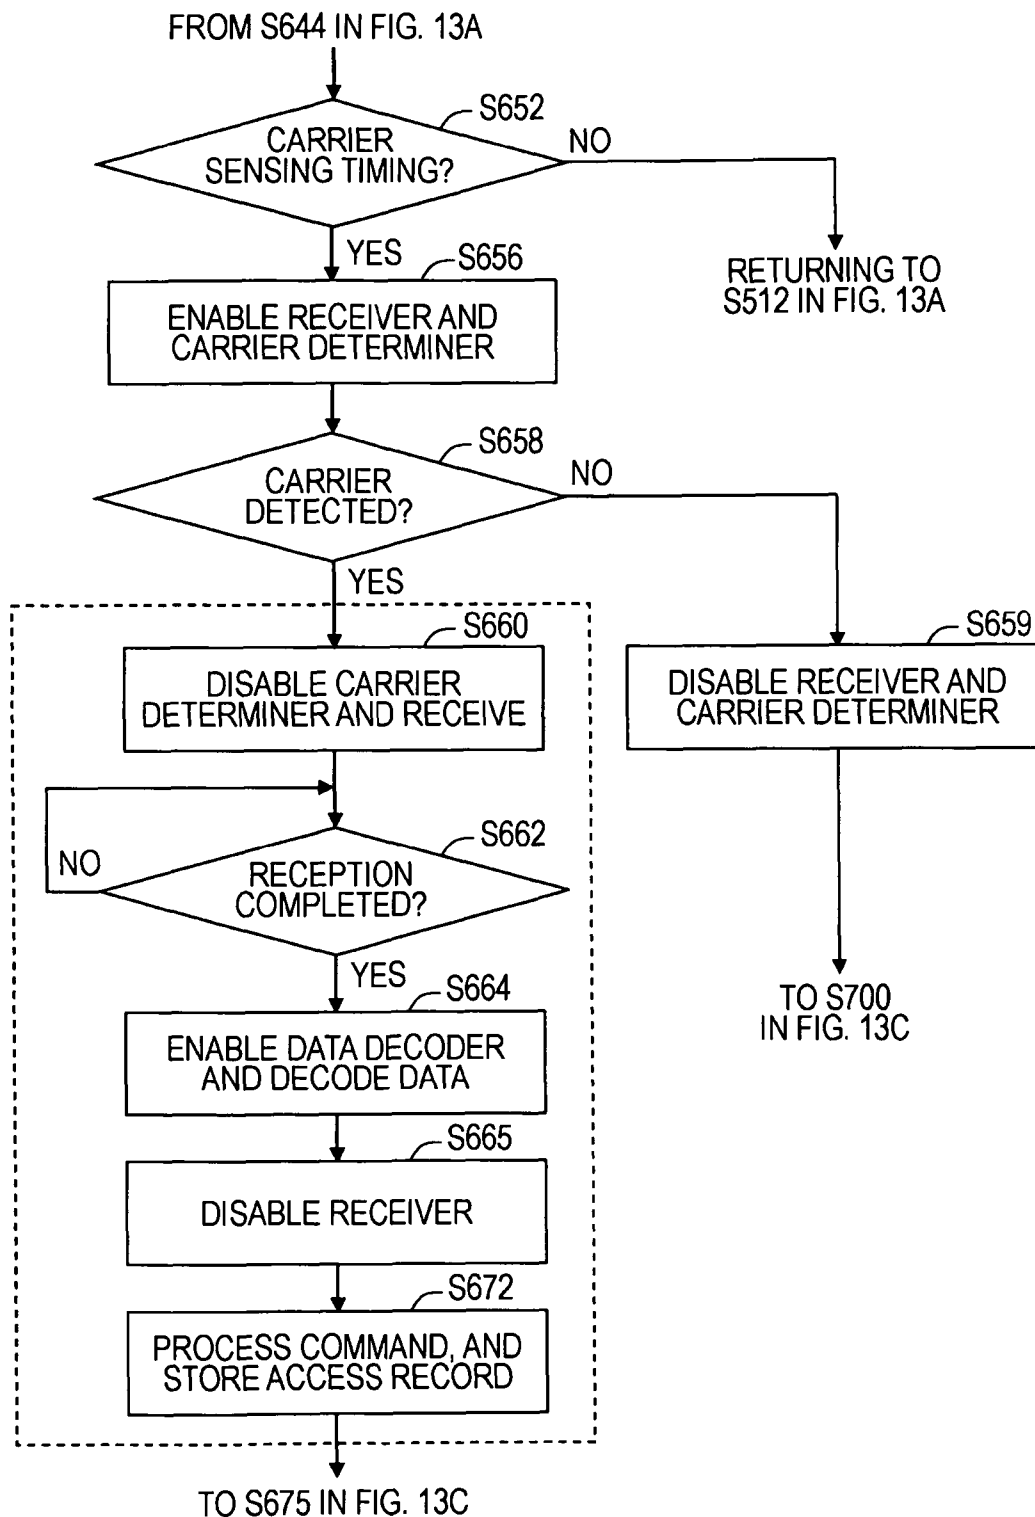 FROM S644 IN FIG. 13A
S652
CARRIER
SENSING TIMING?
NO
YES
RETURNING TO
S512 IN FIG. 13A
S656
ENABLE RECEIVER AND
CARRIER DETERMINER
S658
CARRIER
DETECTED?
NO
YES
S660
DISABLE CARRIER
DETERMINER AND RECEIVE
S659
DISABLE RECEIVER AND
CARRIER DETERMINER
S662
NO
RECEPTION
COMPLETED?
YES
TO S700
IN FIG. 13C
S664
ENABLE DATA DECODER
AND DECODE DATA
S665
DISABLE RECEIVER
S672
PROCESS COMMAND, AND
STORE ACCESS RECORD
TO S675 IN FIG. 13C